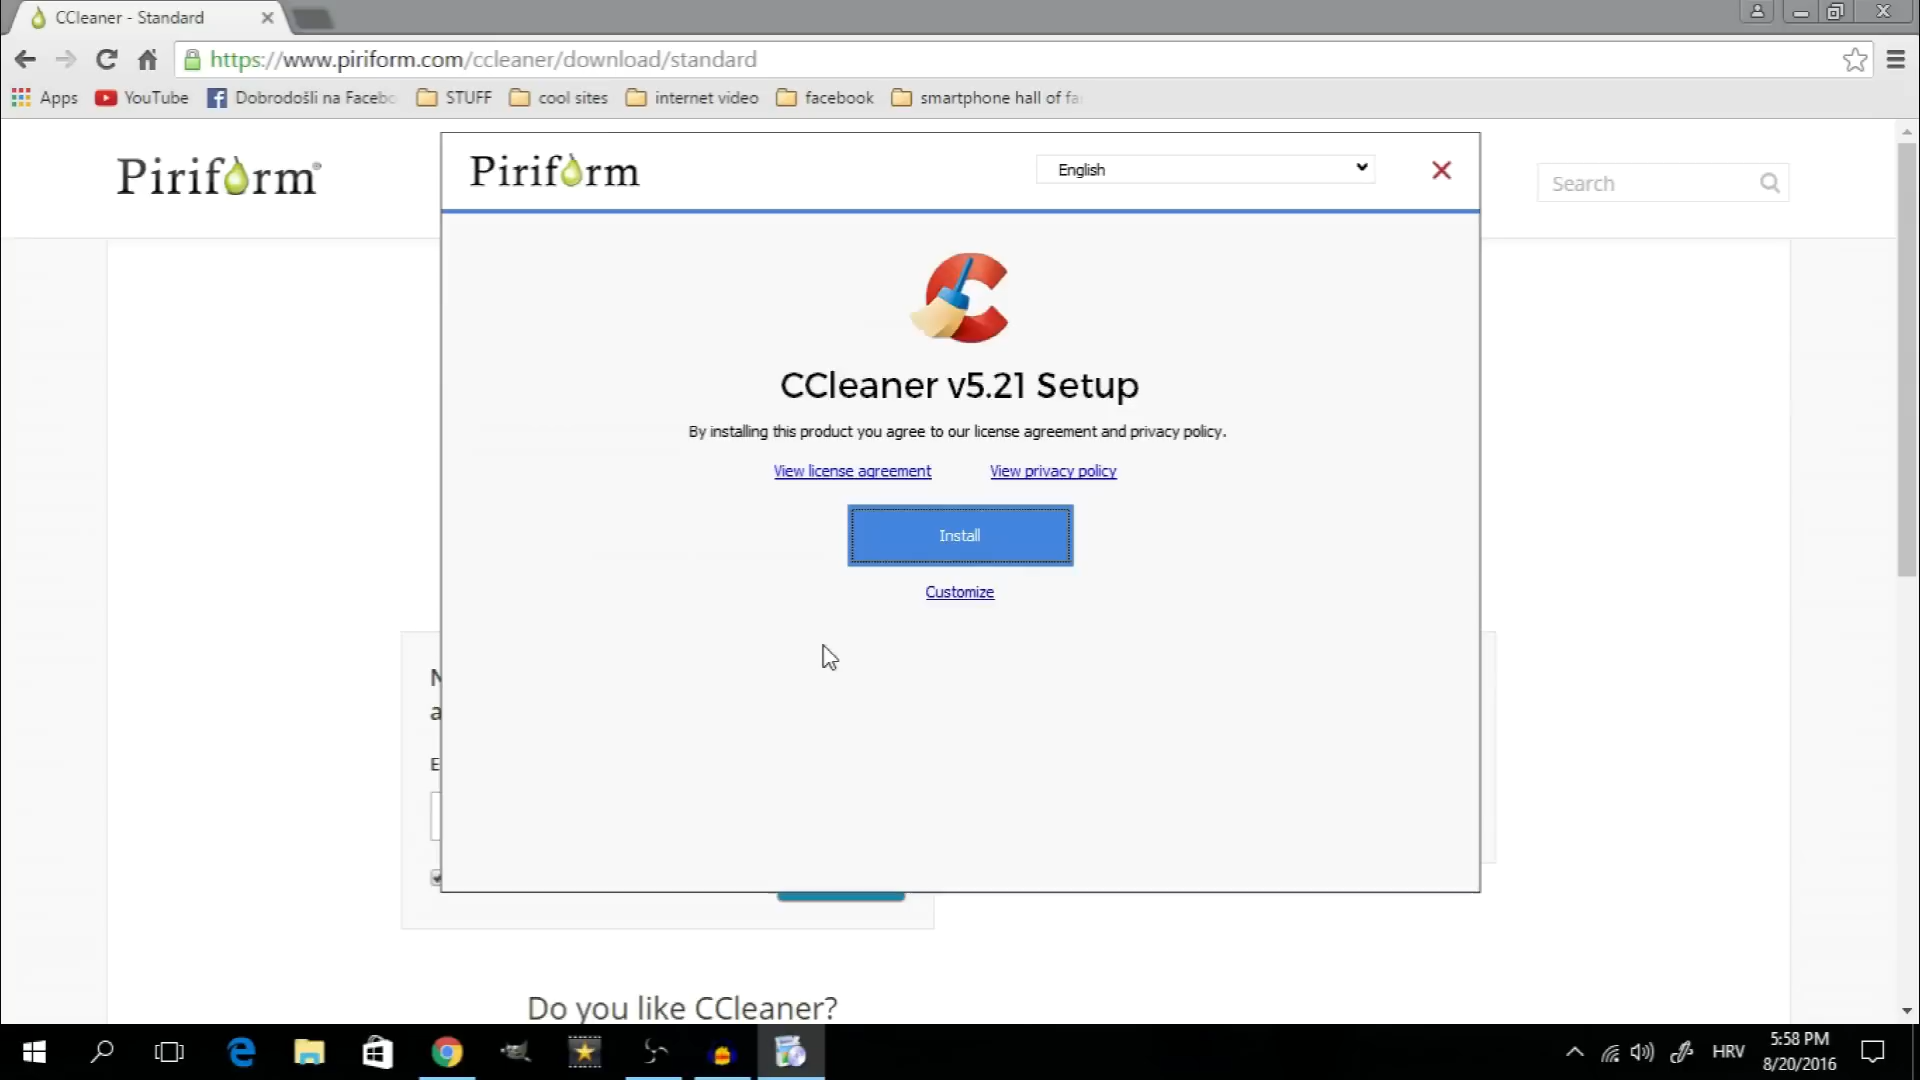 CCleaner - Standard
https://www.piriform.com/ccleaner/download/standard
Apps YouTube Dobrodošli na Facebo STUFF cool sites internet video facebook smartphone hall of fa
Piriform
Piriform English
Search
CCleaner v5.21 Setup
By installing this product you agree to our license agreement and privacy policy.
View license agreement View privacy policy
Install
Customize
N
a
E
Do you like CCleaner?
HRV
5:58 PM
8/20/2016